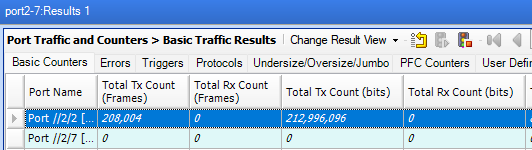 port2-7:Results 1
Port Traffic and Counters > Basic Traffic Results Change Result View
Basic Counters Errors Triggers Protocols Undersize/Oversize/Jumbo PFC Counters User Defi
Port Name Total Tx Count (Frames) Total Rx Count (Frames) Total Tx Count (bits) Total Rx Count (bits)
Port //2/2 [... 208,004 0 212,996,096 0
Port //2/7 [... 0 0 0 0